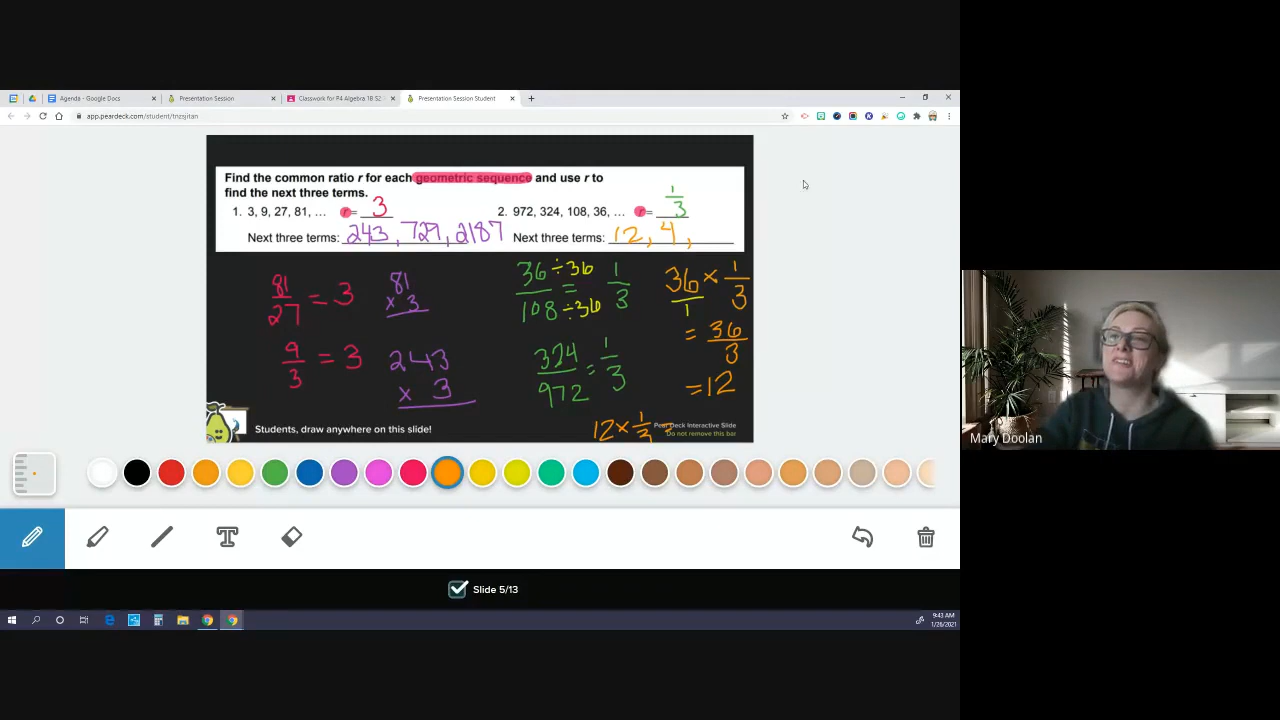 Agenda - Google Docs
Presentation Session
Classwork for P4 Algebra 1B S2
Presentation Session Student
app.peardeck.com/student/tnzsjitan
Find the common ratio r for each geometric sequence and use r to
find the next three terms.
1. 3, 9, 27, 81, … r = 3
2. 972, 324, 108, 36, … r = 1/3
Next three terms: 243, 729, 2187
Next three terms: 12, 4,
81/27 = 3
81
× 3
36 ÷36 / 108 ÷36 = 1/3
36/1 × 1/3
= 36/3
= 12
9/3 = 3
243
× 3
324/972 = 1/3
12 × 1/3 =
Students, draw anywhere on this slide!
Pear Deck Interactive Slide
Do not remove this bar
Mary Doolan
T
Slide 5/13
9:43 AM
1/26/2021